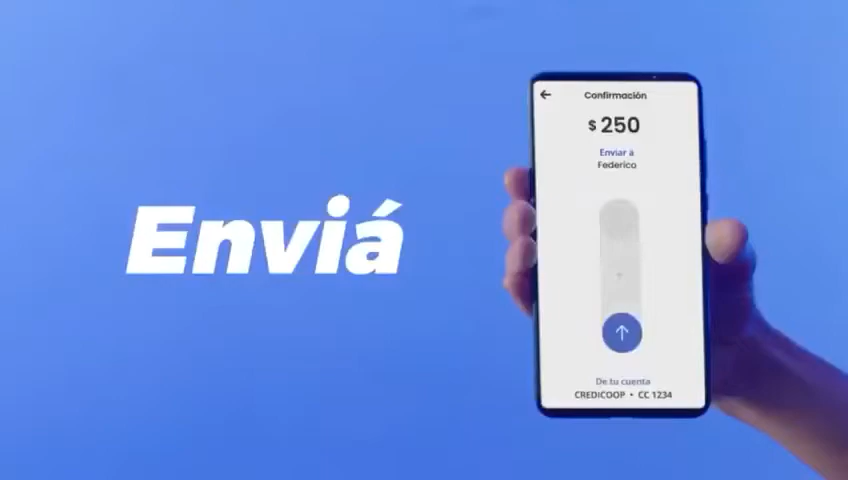 Enviá
Confirmación
$ 250
Enviar a
Federico
De tu cuenta
CREDICOOP • CC 1234